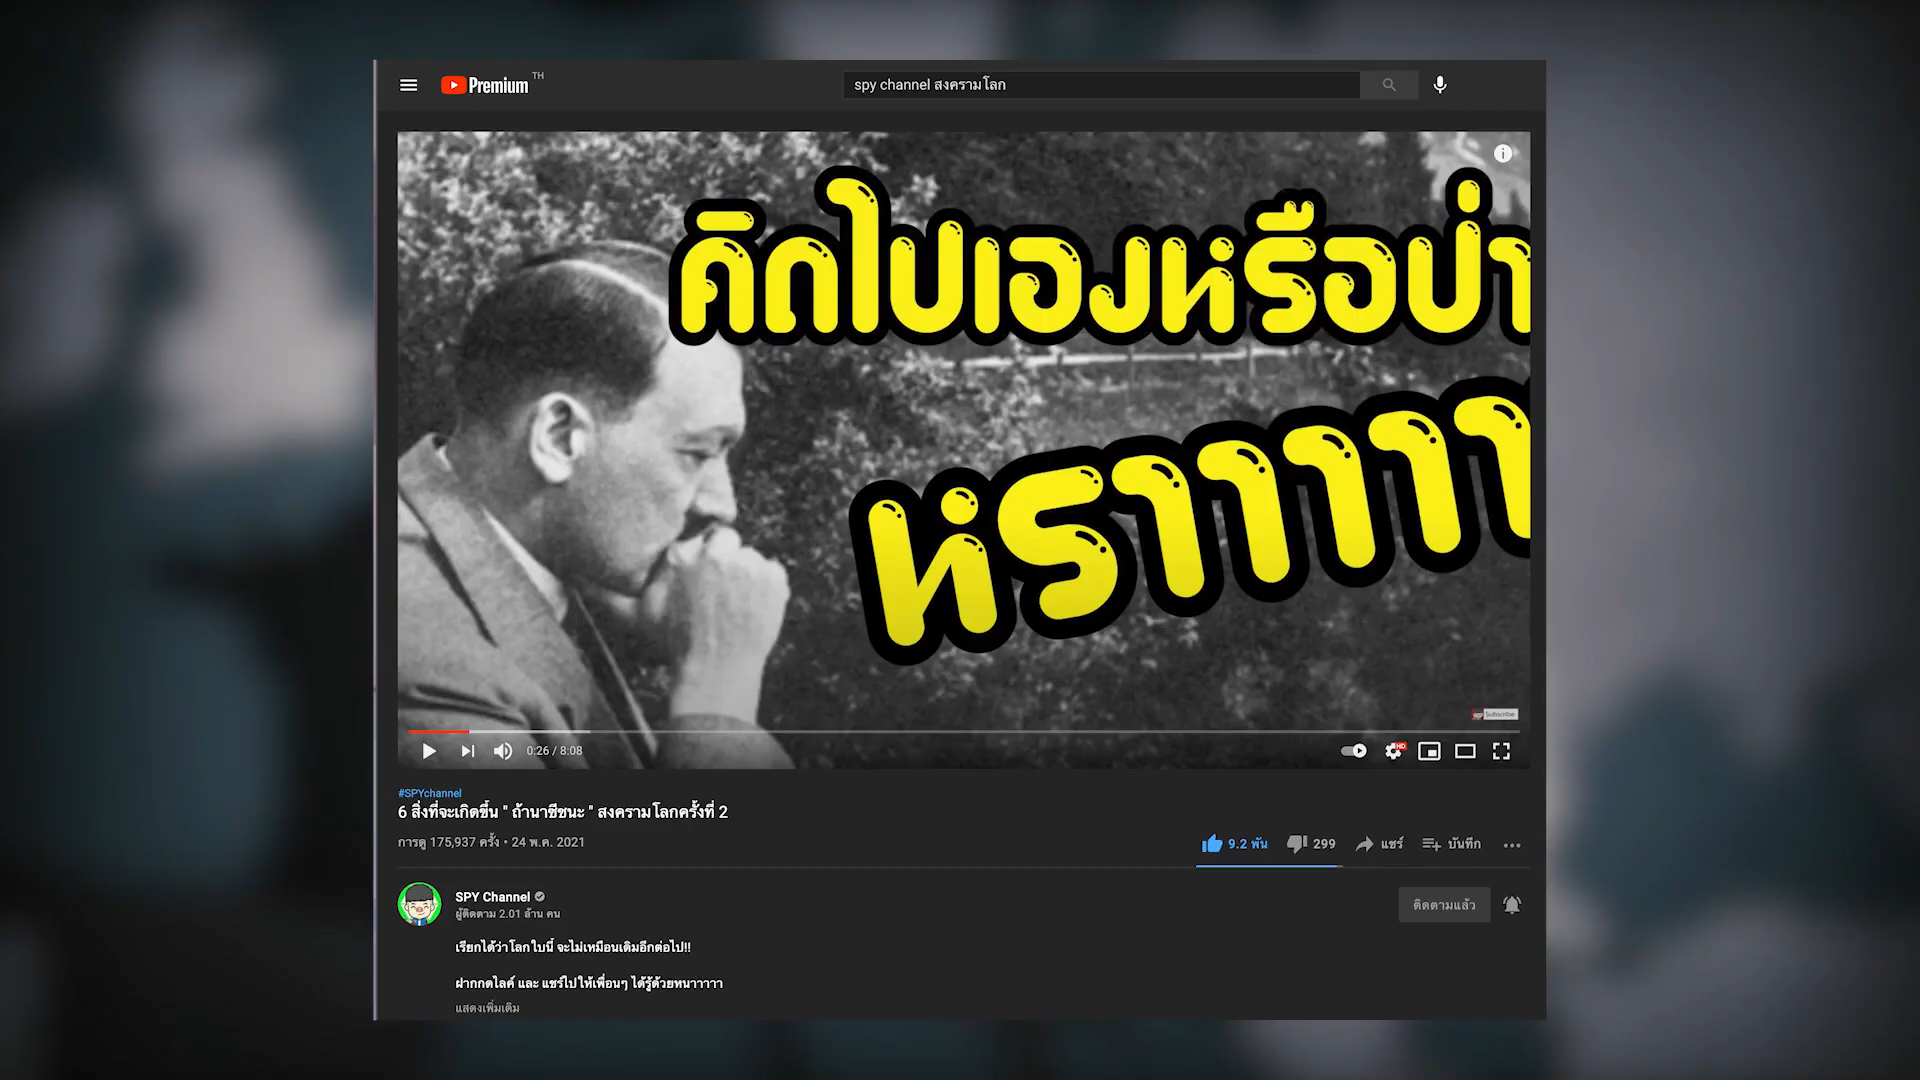 Premium TH
spy channel สงครามโลก
คิดไปเองหรือป่า
หร่าาาาา
Subscribe
0:26 / 8:08
HD
#SPYchannel
6 สิ่งที่จะเกิดขึ้น " ถ้านาซีชนะ " สงครามโลกครั้งที่ 2
การดู 175,937 ครั้ง • 24 พ.ค. 2021
9.2 พัน 299 แชร์ บันทึก
SPY Channel
ผู้ติดตาม 2.01 ล้าน คน
ติดตามแล้ว
เรียกได้ว่าโลกใบนี้ จะไม่เหมือนเดิมอีกต่อไป!!
ฝากกดไลค์ และ แชร์ไปให้เพื่อนๆ ได้รู้ด้วยหนาาาาา
แสดงเพิ่มเติม